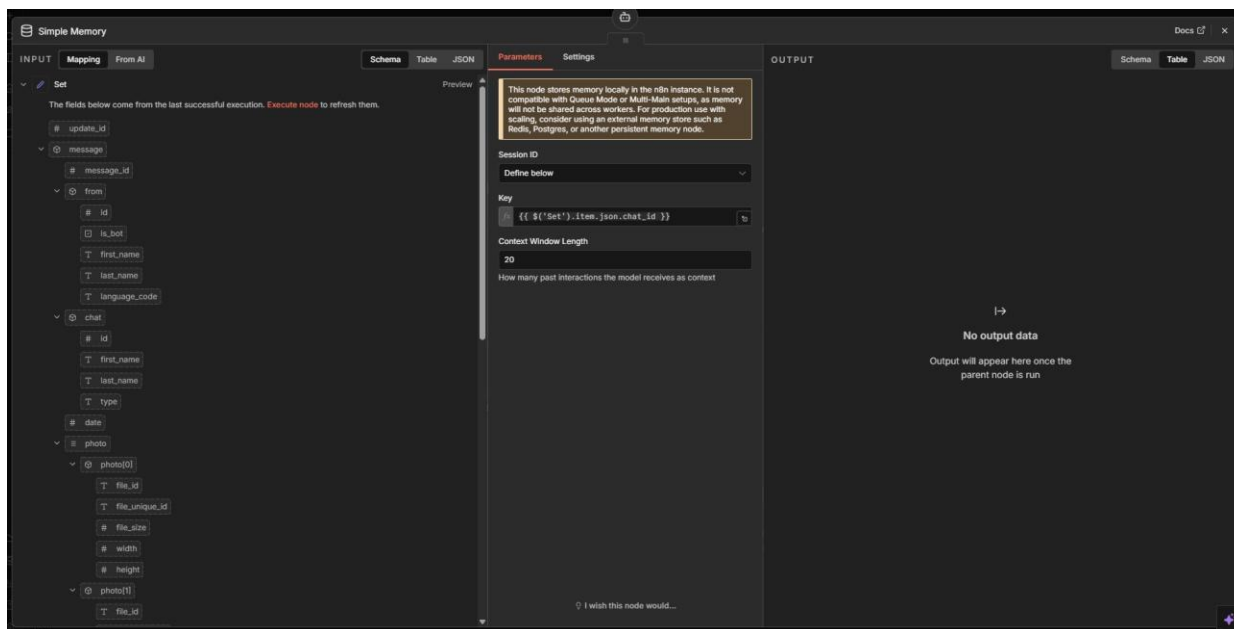 Simple Memory
Docs
INPUT
Mapping
From AI
Schema
Table
JSON
Set
Preview
The fields below come from the last successful execution. Execute node to refresh them.
# update_id
message
# message_id
from
# id
is_bot
T first_name
T last_name
T language_code
chat
# id
T first_name
T last_name
T type
# date
photo
photo[0]
T file_id
T file_unique_id
# file_size
# width
# height
photo[1]
T file_id
Parameters
Settings
This node stores memory locally in the n8n instance. It is not
compatible with Queue Mode or Multi-Main setups, as memory
will not be shared across workers. For production use with
scaling, consider using an external memory store such as
Redis, Postgres, or another persistent memory node.
Session ID
Define below
Key
fx {{ $('Set').item.json.chat_id }}
Context Window Length
20
How many past interactions the model receives as context
I wish this node would...
OUTPUT
Schema
Table
JSON
No output data
Output will appear here once the
parent node is run